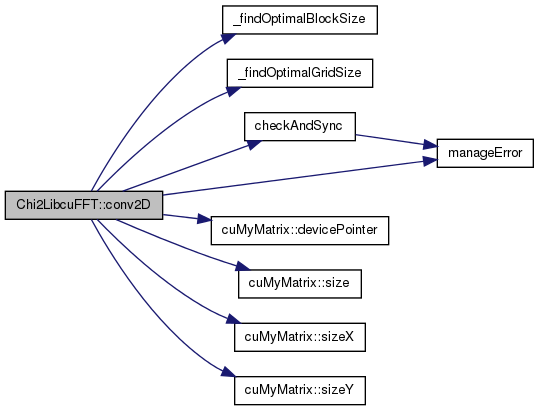 _findOptimalBlockSize
_findOptimalGridSize
checkAndSync
manageError
Chi2LibcuFFT::conv2D
cuMyMatrix::devicePointer
cuMyMatrix::size
cuMyMatrix::sizeX
cuMyMatrix::sizeY